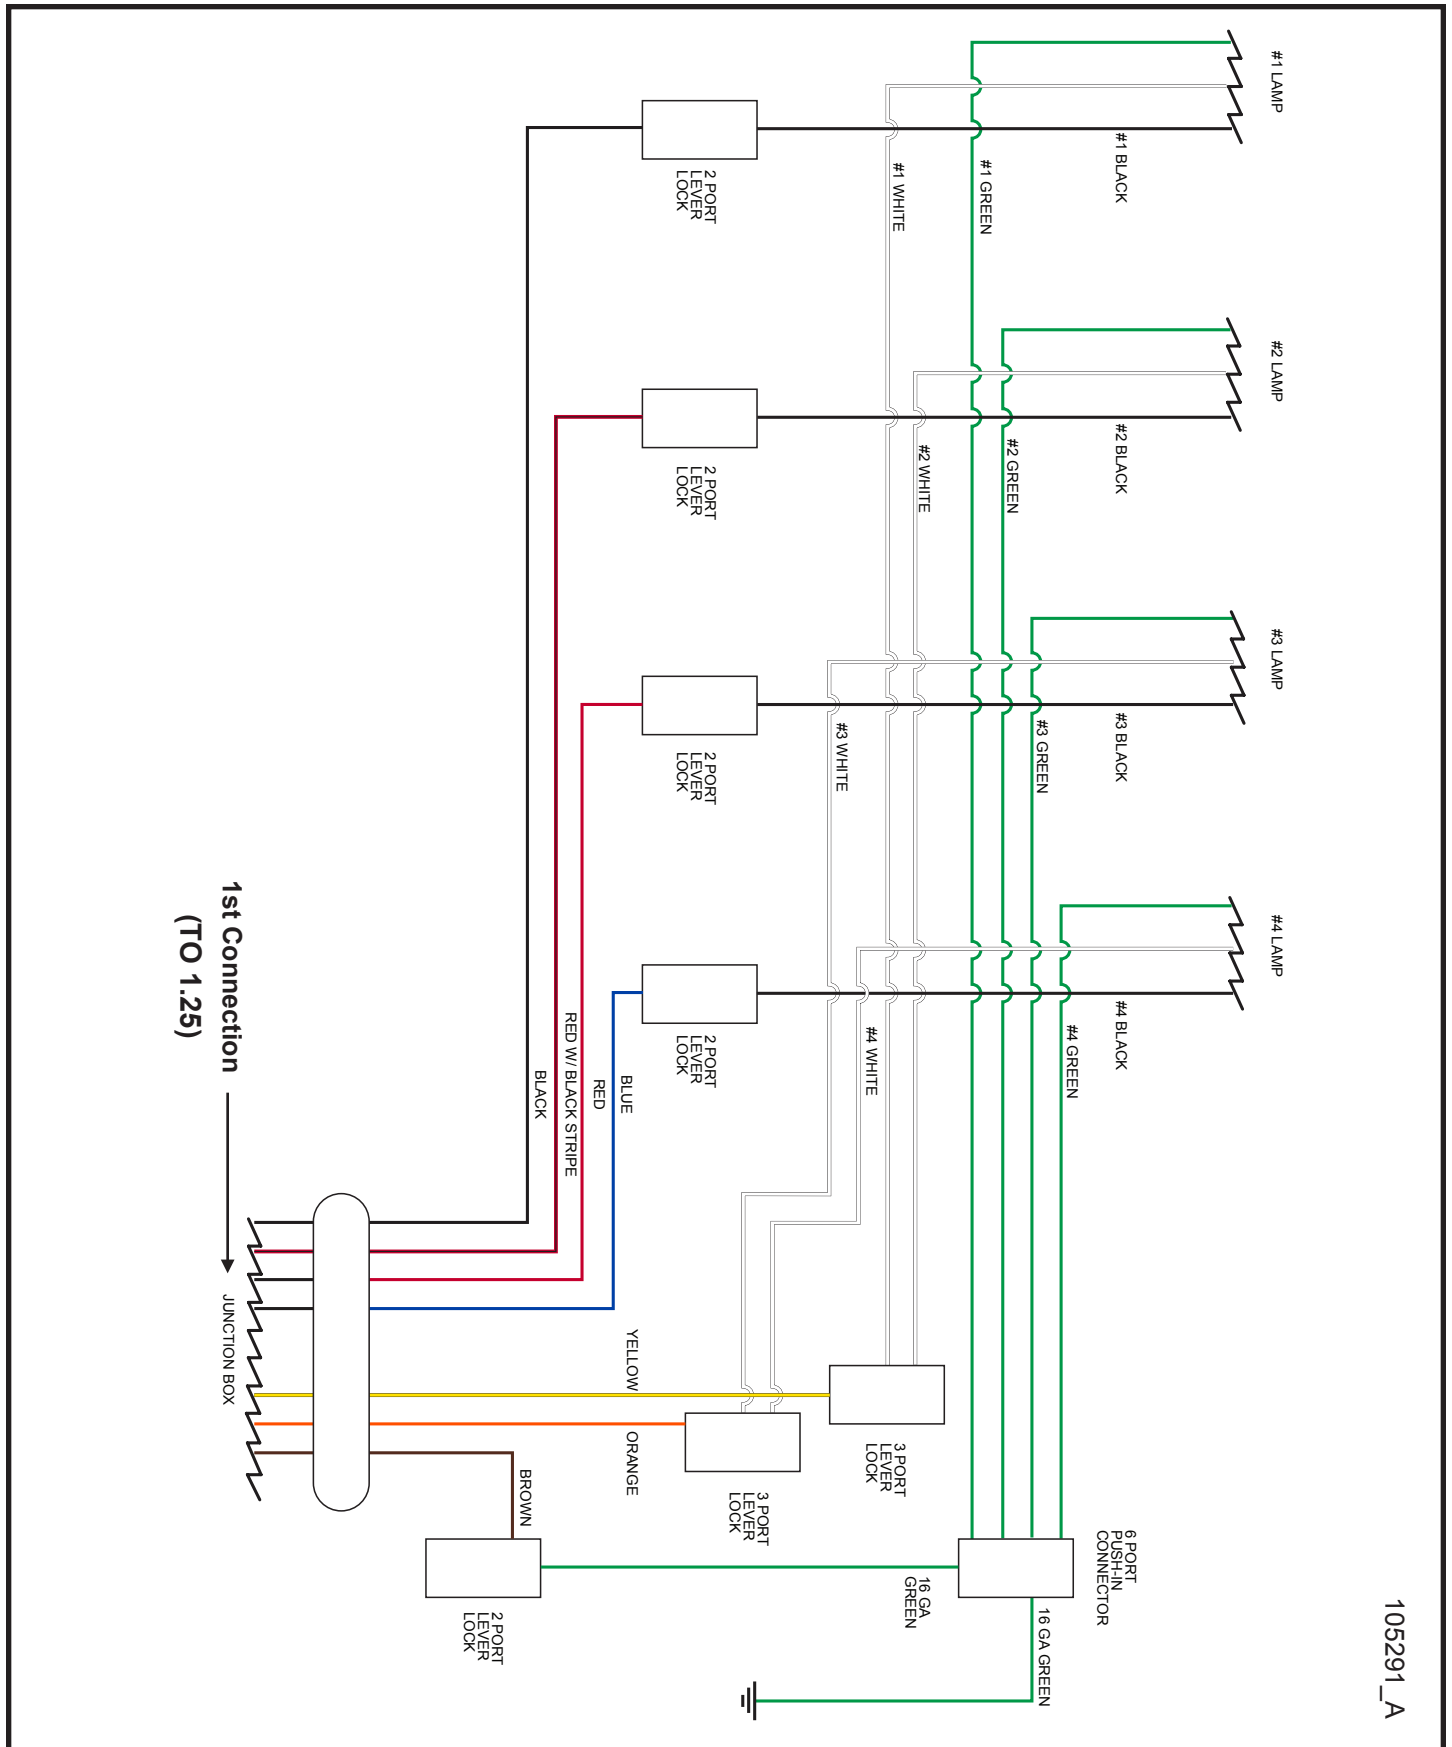 105291_A
#1 LAMP
#2 LAMP
#3 LAMP
#4 LAMP
#1 BLACK
#2 BLACK
#3 BLACK
#4 BLACK
#1 GREEN
#2 GREEN
#3 GREEN
#4 GREEN
#1 WHITE
#2 WHITE
#3 WHITE
#4 WHITE
6 PORT
PUSH-IN
CONNECTOR
16 GA GREEN
16 GA
GREEN
2 PORT
LEVER
LOCK
2 PORT
LEVER
LOCK
2 PORT
LEVER
LOCK
2 PORT
LEVER
LOCK
3 PORT
LEVER
LOCK
3 PORT
LEVER
LOCK
2 PORT
LEVER
LOCK
BLUE
RED
RED W/ BLACK STRIPE
BLACK
YELLOW
ORANGE
BROWN
1st Connection
(TO 1.25)
JUNCTION BOX